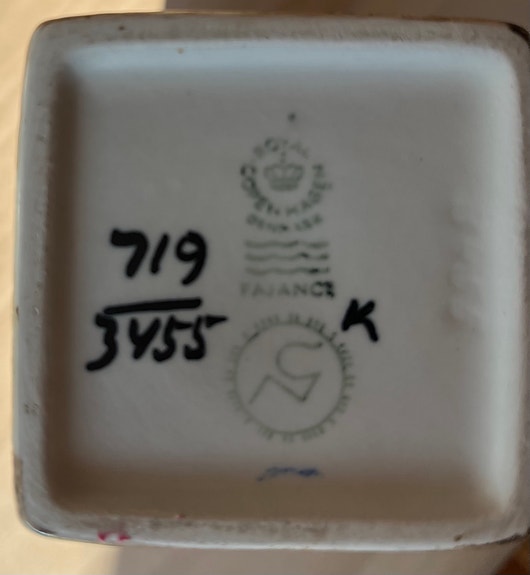 ROYAL
COPENHAGEN
DENMARK
FAJANCE
719
3455
K